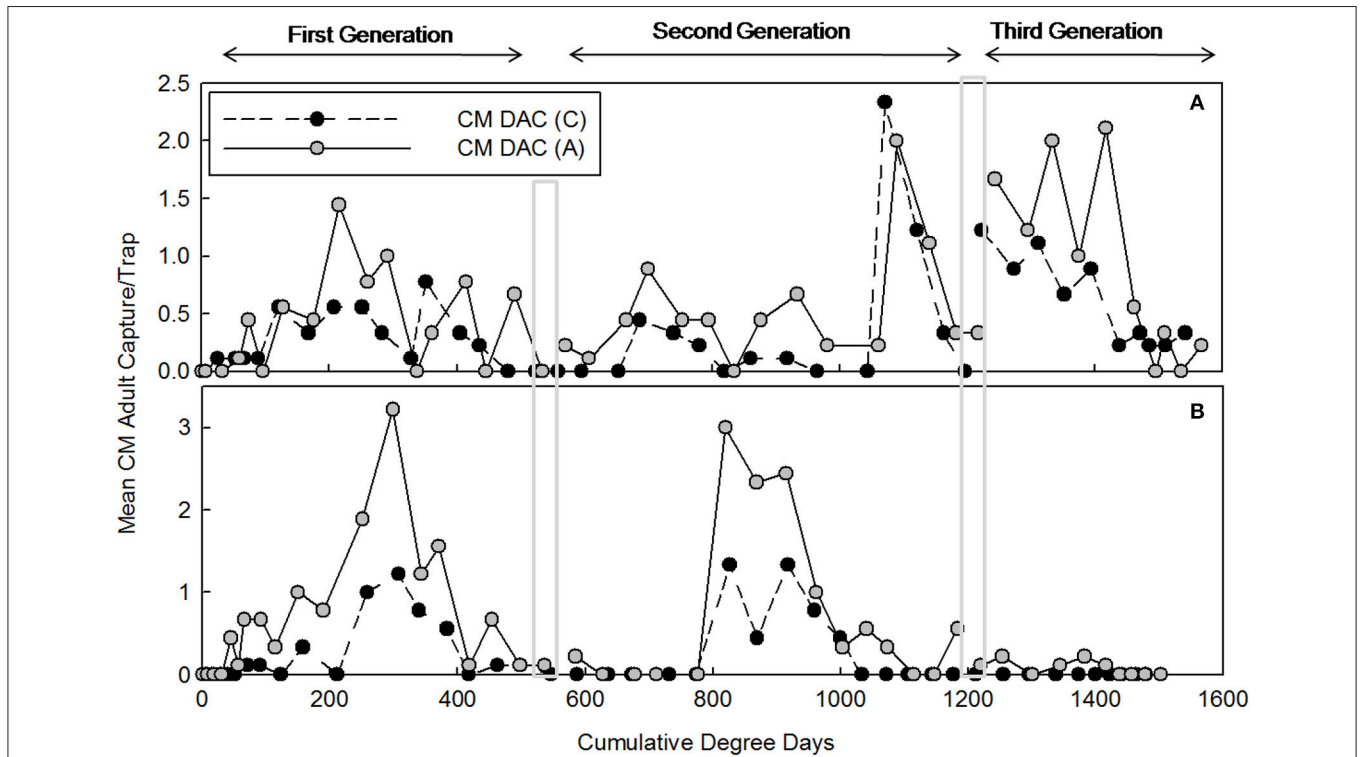 First Generation
Second Generation
Third Generation
A
CM DAC (C)
CM DAC (A)
2.5
2.0
1.5
1.0
0.5
0.0
B
3
2
1
0
Mean CM Adult Capture/Trap
0 200 400 600 800 1000 1200 1400 1600
Cumulative Degree Days